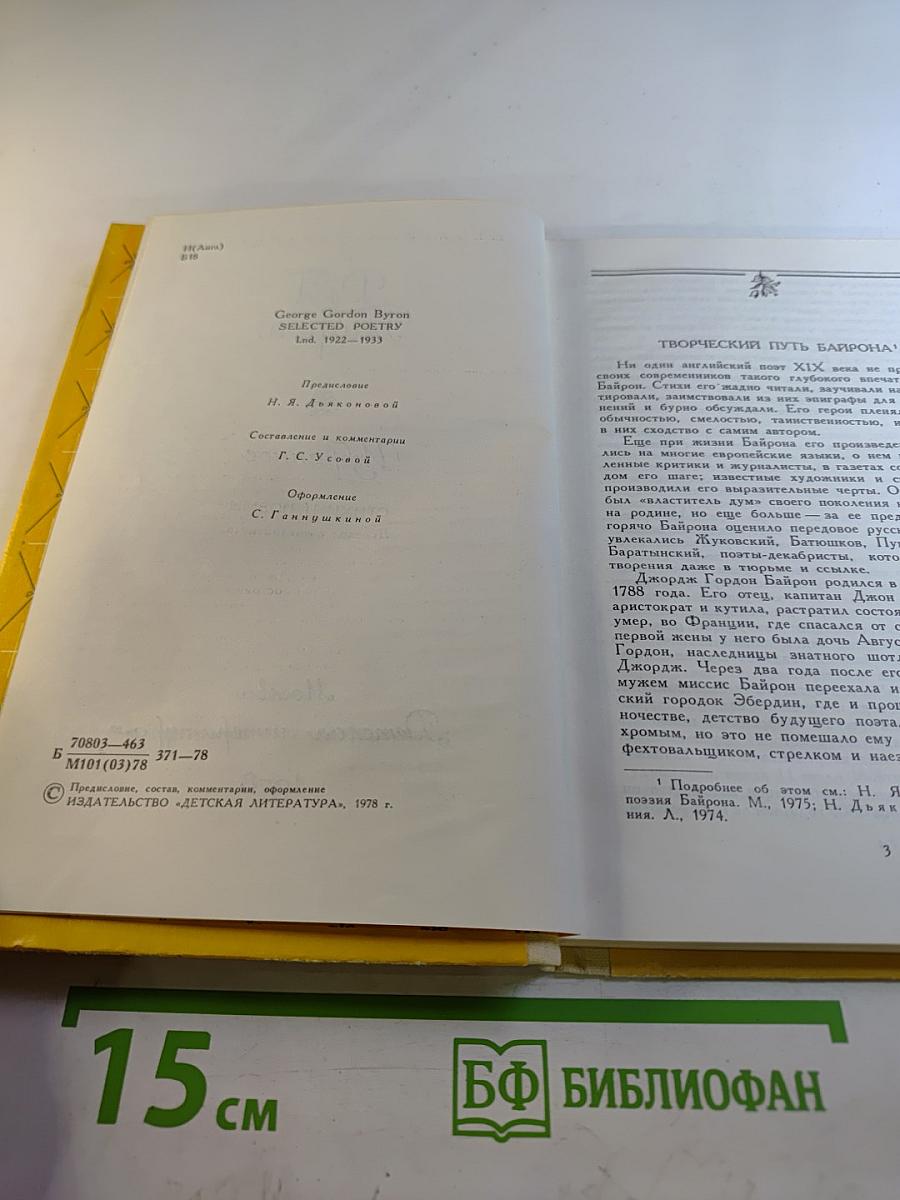 И(Англ)
Б18
George Gordon Byron
SELECTED POETRY
Lnd. 1922—1933
Предисловие
Н. Я. Дьяконовой
Составление и комментарии
Г. С. Усовой
Оформление
С. Ганнушкиной
Б 70803—463 371—78
М101(03)78
© Предисловие, состав, комментарии, оформление
ИЗДАТЕЛЬСТВО «ДЕТСКАЯ ЛИТЕРАТУРА», 1978 г.
ТВОРЧЕСКИЙ ПУТЬ БАЙРОНА¹
Ни один английский поэт XIX века не пр
своих современников такого глубокого впечат
Байрон. Стихи его жадно читали, заучивали на
тировали, заимствовали из них эпиграфы для
нений и бурно обсуждали. Его герои пленял
обычностью, смелостью, таинственностью, и
в них сходство с самим автором.
Еще при жизни Байрона его произведе
лись на многие европейские языки, о нем
ленные критики и журналисты, в газетах со
дом его шаге; известные художники и с
производили его выразительные черты. О
был «властитель дум» своего поколения н
на родине, но еще больше — за ее пред
горячо Байрона оценило передовое русс
увлекались Жуковский, Батюшков, Пуш
Баратынский, поэты-декабристы, кото
творения даже в тюрьме и ссылке.
Джордж Гордон Байрон родился в
1788 года. Его отец, капитан Джон
аристократ и кутила, растратил состоя
умер, во Франции, где спасался от с
первой жены у него была дочь Авгус
Гордон, наследницы знатного шотл
Джордж. Через два года после его
мужем миссис Байрон переехала и
ский городок Эбердин, где и прош
ночестве, детство будущего поэта.
хромым, но это не помешало ему
фехтовальщиком, стрелком и наез
¹ Подробнее об этом см.: Н. Я
поэзия Байрона. М., 1975; Н. Дьяк
ния. Л., 1974.
3
15 см
БФ БИБЛИОФАН